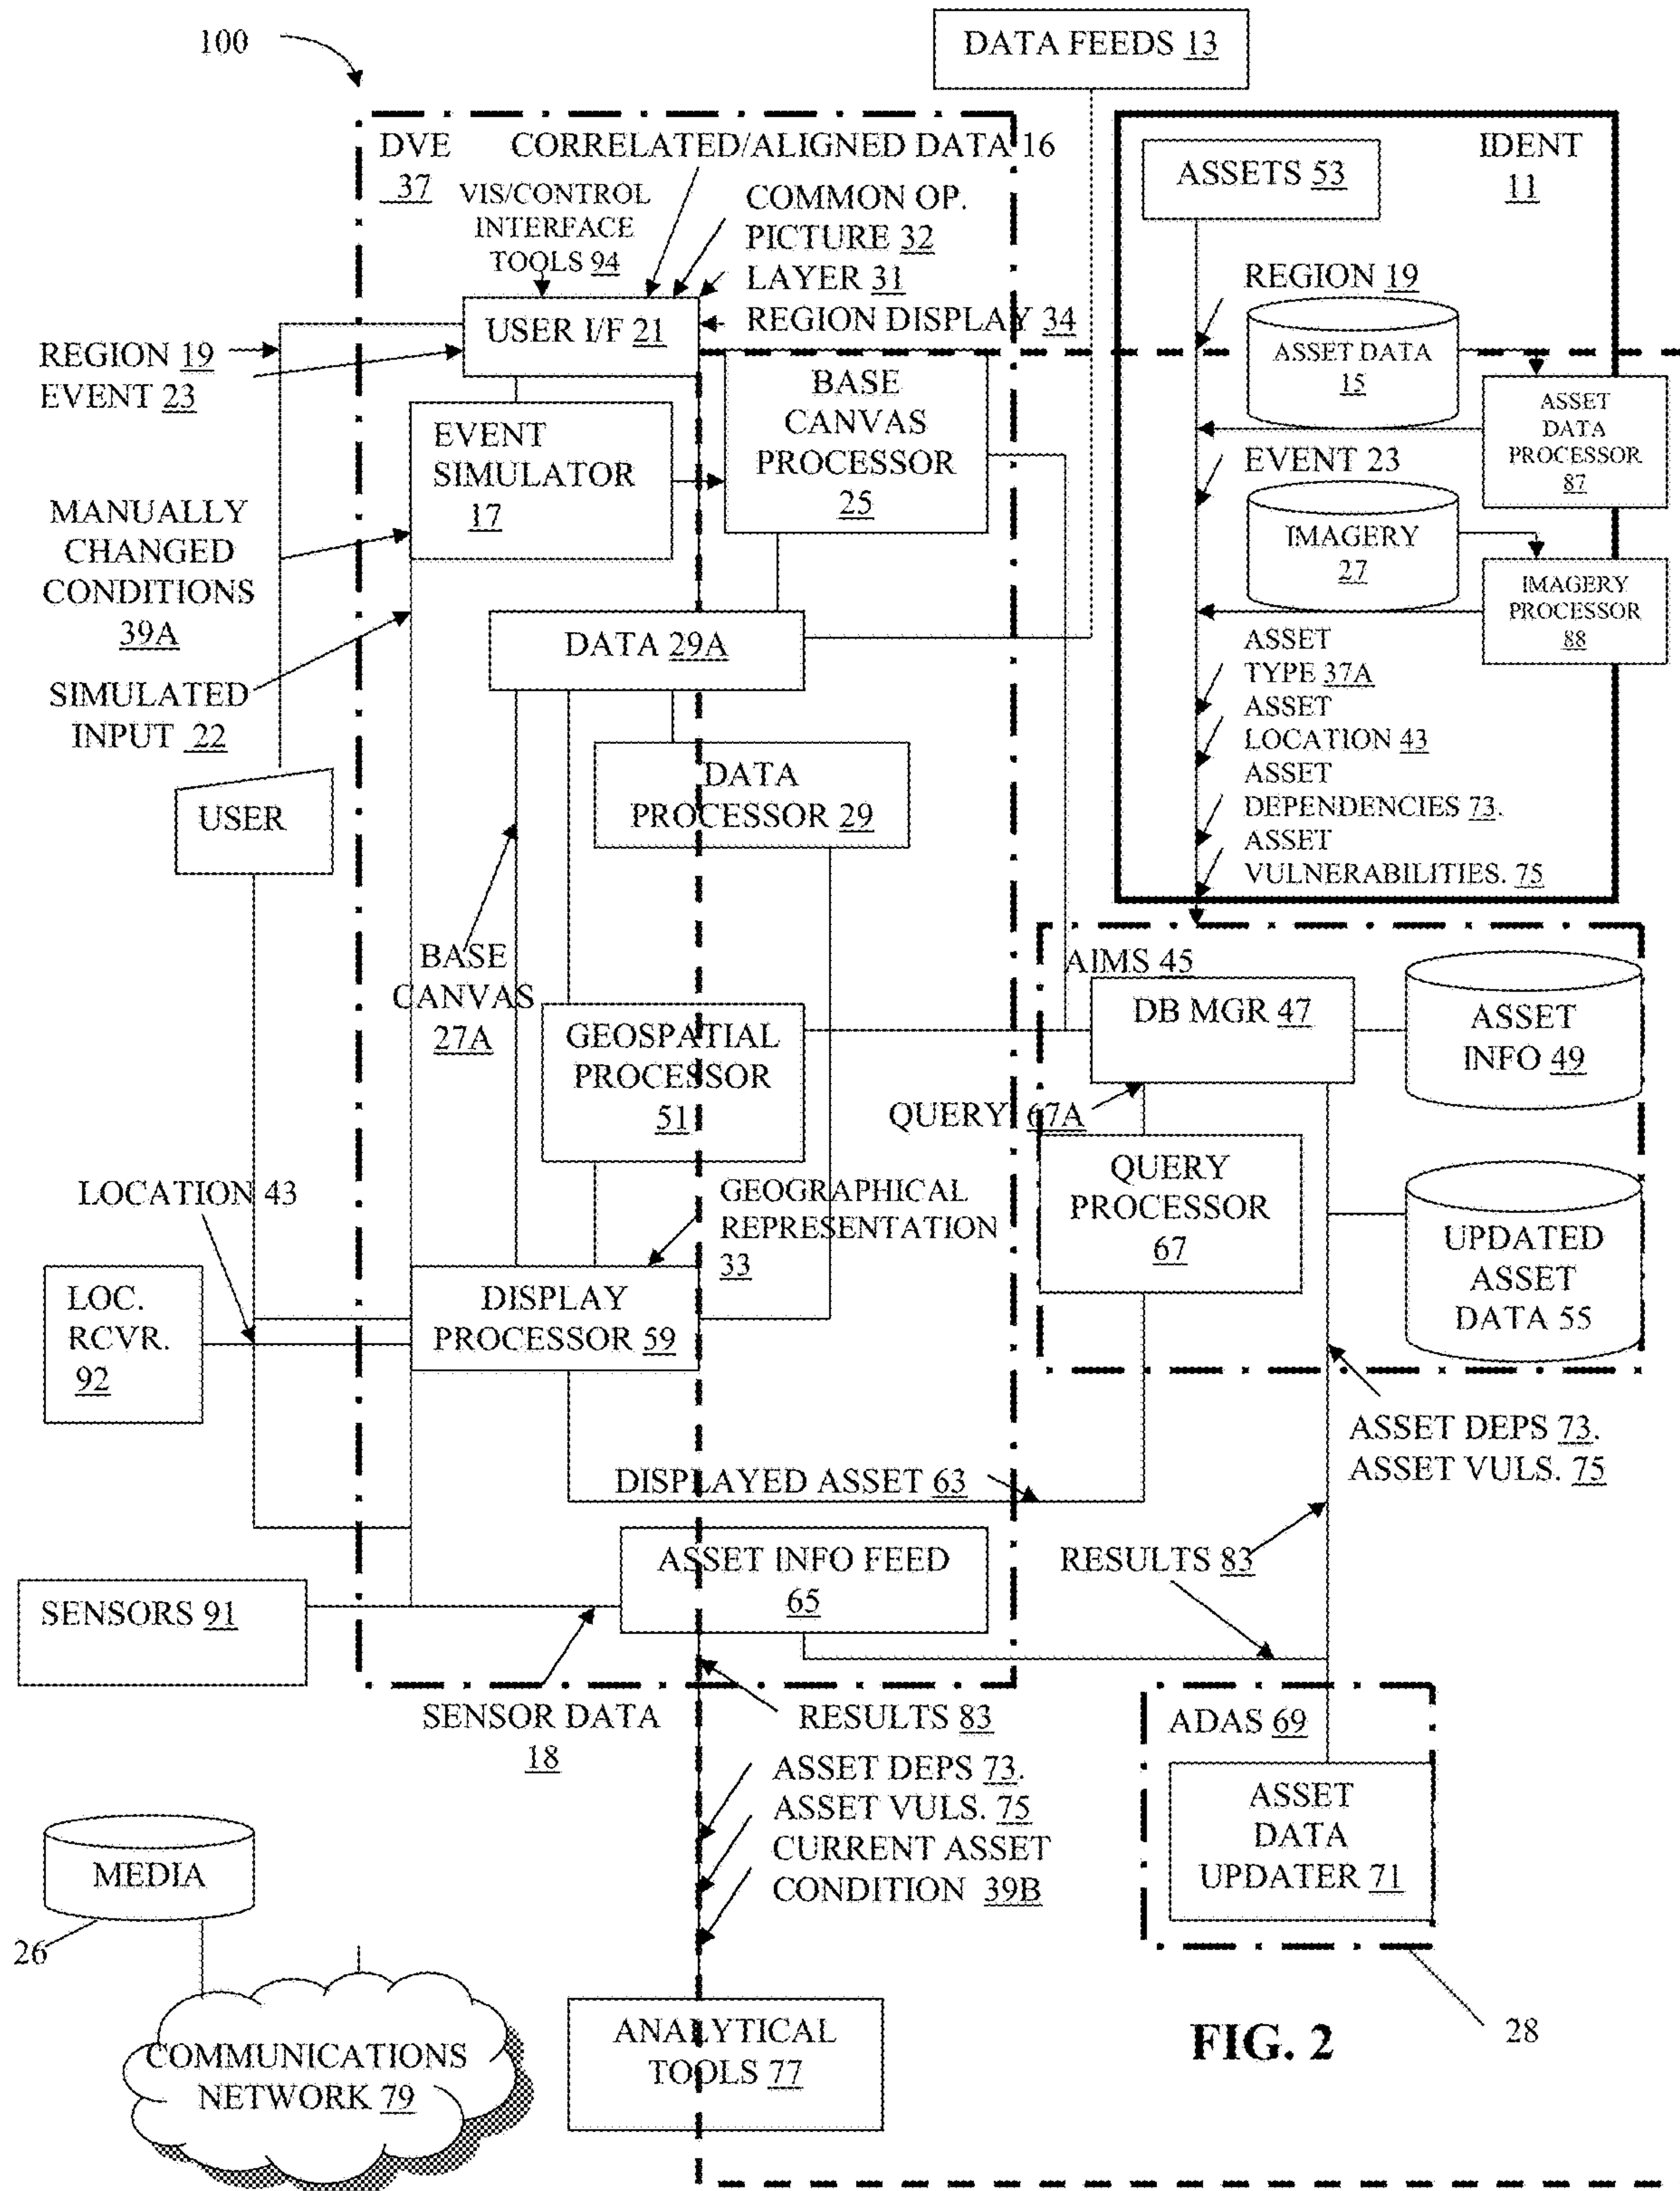 100
DATA FEEDS 13
DVE
37
CORRELATED/ALIGNED DATA 16
VIS/CONTROL
INTERFACE
TOOLS 94
COMMON OP.
PICTURE 32
LAYER 31
REGION DISPLAY 34
IDENT
11
ASSETS 53
REGION 19
ASSET DATA
15
ASSET
DATA
PROCESSOR
87
EVENT 23
IMAGERY
27
IMAGERY
PROCESSOR
88
ASSET
TYPE 37A
ASSET
LOCATION 43
ASSET
DEPENDENCIES 73.
ASSET
VULNERABILITIES. 75
USER I/F 21
REGION 19
EVENT 23
EVENT
SIMULATOR
17
BASE
CANVAS
PROCESSOR
25
MANUALLY
CHANGED
CONDITIONS
39A
SIMULATED
INPUT 22
DATA 29A
DATA
PROCESSOR 29
USER
BASE
CANVAS
27A
GEOSPATIAL
PROCESSOR
51
AIMS 45
DB MGR 47
ASSET
INFO 49
QUERY 67A
QUERY
PROCESSOR
67
UPDATED
ASSET
DATA 55
LOCATION 43
GEOGRAPHICAL
REPRESENTATION
33
LOC.
RCVR.
92
DISPLAY
PROCESSOR 59
ASSET DEPS 73.
ASSET VULS. 75
DISPLAYED ASSET 63
ASSET INFO FEED
65
RESULTS 83
SENSORS 91
SENSOR DATA
18
RESULTS 83
ASSET DEPS 73.
ASSET VULS. 75
CURRENT ASSET
CONDITION 39B
ADAS 69
ASSET
DATA
UPDATER 71
MEDIA
26
COMMUNICATIONS
NETWORK 79
ANALYTICAL
TOOLS 77
FIG. 2
28